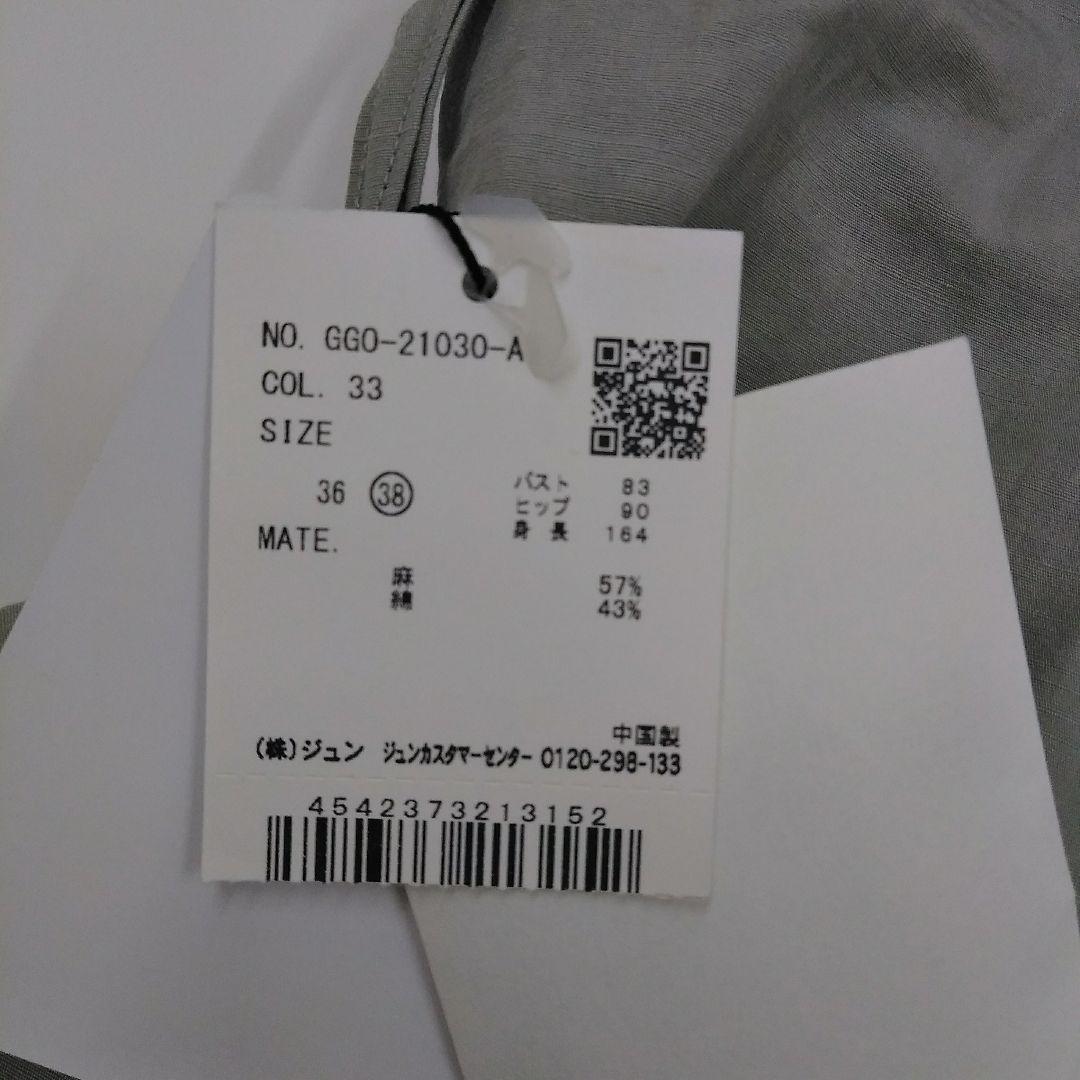 NO. GGO-21030-A
COL. 33
SIZE
36 38
バスト 83
ヒップ 90
身長 164
MATE.
麻 57%
綿 43%
中国製
(株)ジュン ジュンカスタマーセンター 0120-298-133
4542373213152